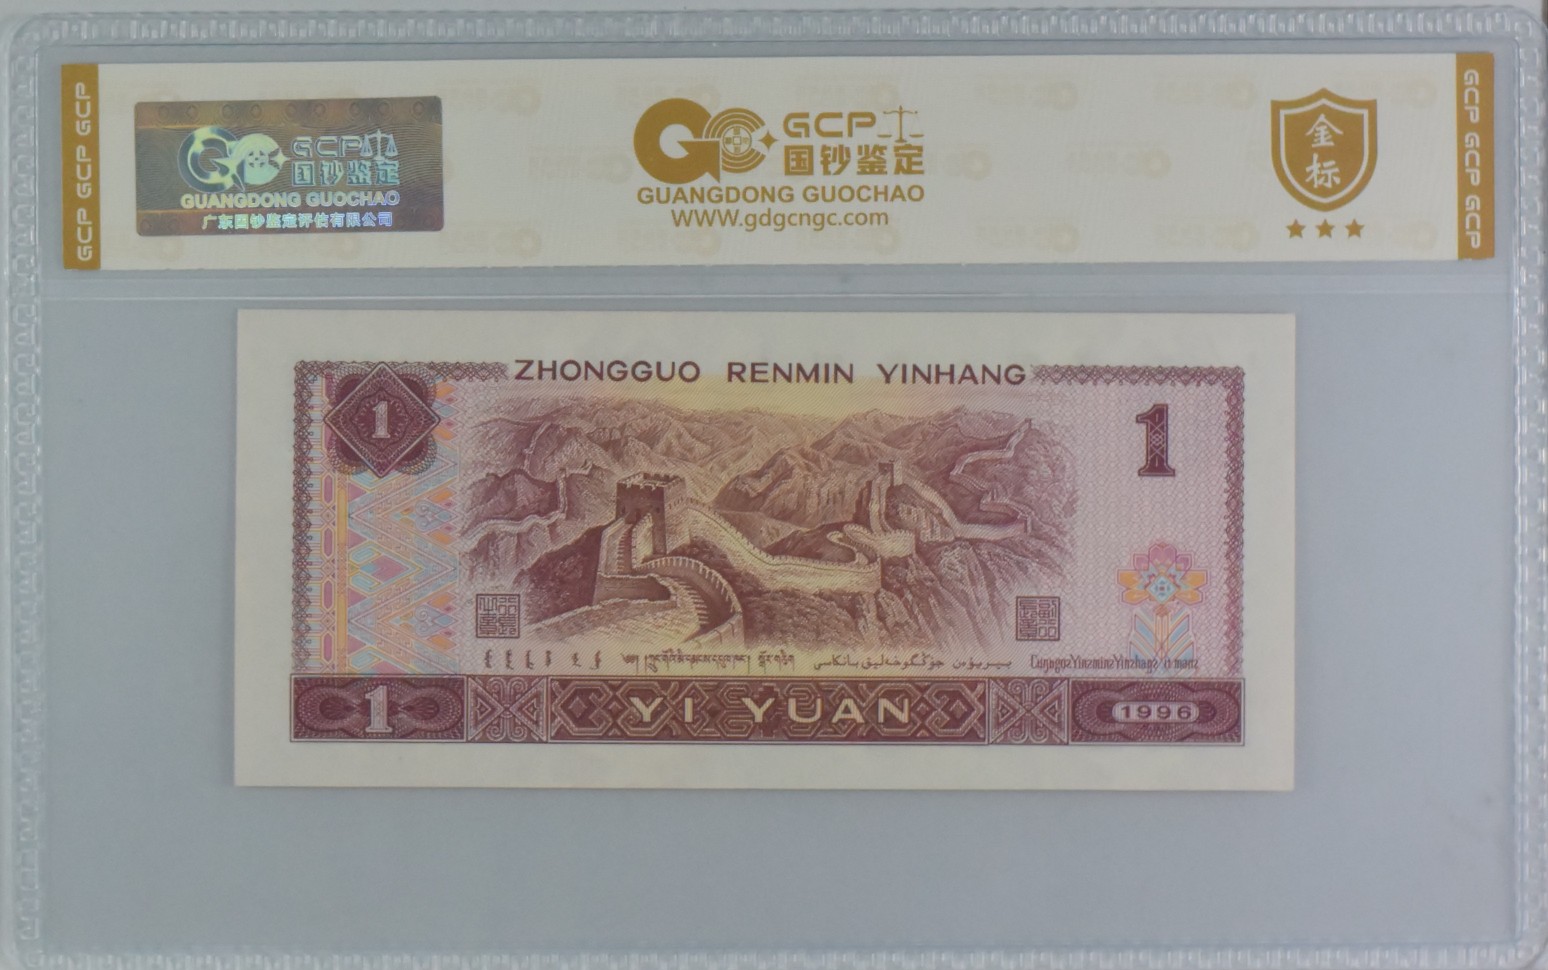 GCP GCP GCP
GCP
国钞鉴定
GUANGDONG GUOCHAO
广东国钞鉴定评估有限公司
GCP
国钞鉴定
GUANGDONG GUOCHAO
WWW.gdgcngc.com
金标
GCP GCP GCP
ZHONGGUO RENMIN YINHANG
1
1
1
YI YUAN
1996